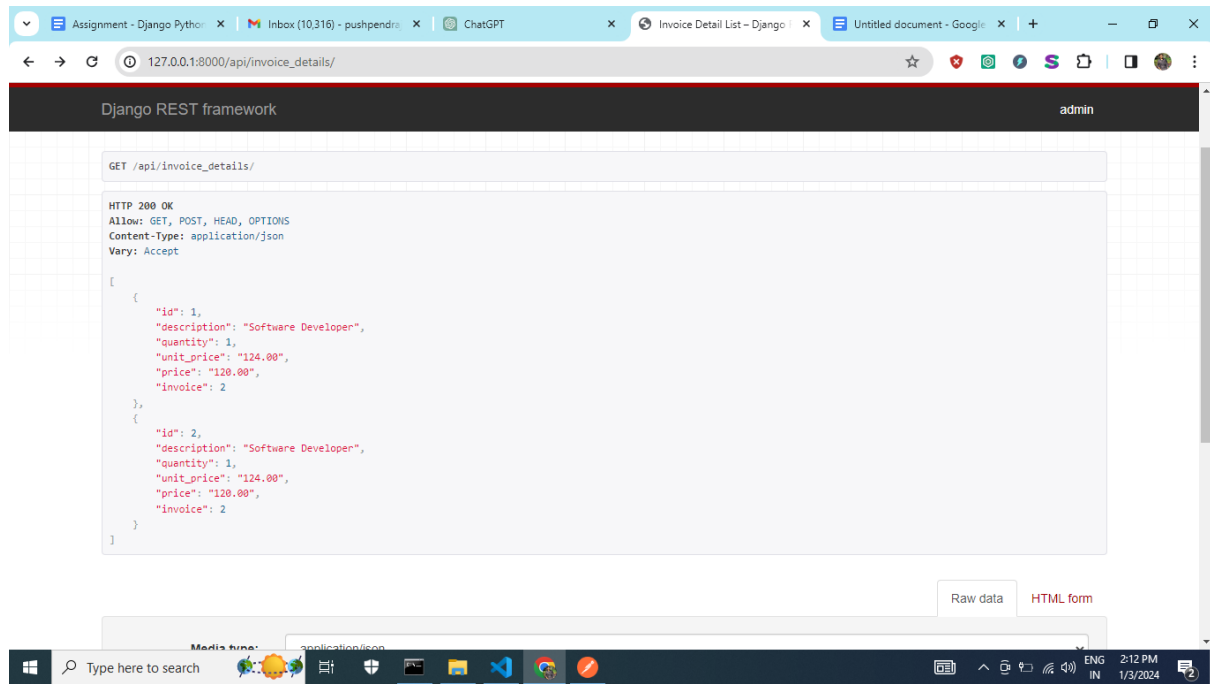 Assignment - Django Python
Inbox (10,316) - pushpendra
ChatGPT
Invoice Detail List – Django
Untitled document - Google
127.0.0.1:8000/api/invoice_details/
Django REST framework
admin
GET /api/invoice_details/
HTTP 200 OK
Allow: GET, POST, HEAD, OPTIONS
Content-Type: application/json
Vary: Accept
[
{
"id": 1,
"description": "Software Developer",
"quantity": 1,
"unit_price": "124.00",
"price": "120.00",
"invoice": 2
},
{
"id": 2,
"description": "Software Developer",
"quantity": 1,
"unit_price": "124.00",
"price": "120.00",
"invoice": 2
}
]
Raw data HTML form
Media type: application/json
Type here to search
ENG
IN
2:12 PM
1/3/2024
2